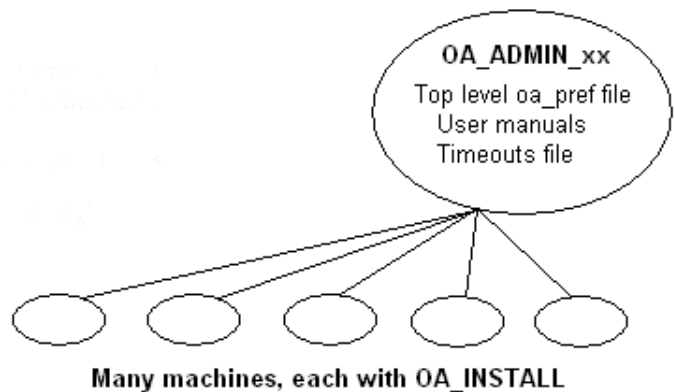 OA_ADMIN_xx
Top level oa_pref file
User manuals
Timeouts file
Many machines, each with OA_INSTALL